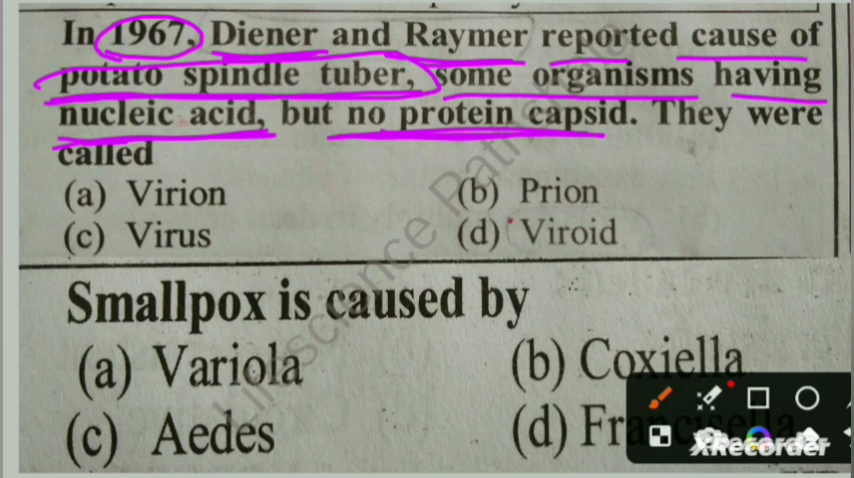 In 1967, Diener and Raymer reported cause of
potato spindle tuber, some organisms having
nucleic acid, but no protein capsid. They were
called
(a) Virion (b) Prion
(c) Virus (d) Viroid
Smallpox is caused by
(a) Variola (b) Coxiella
(c) Aedes (d) Francisella
XRecorder